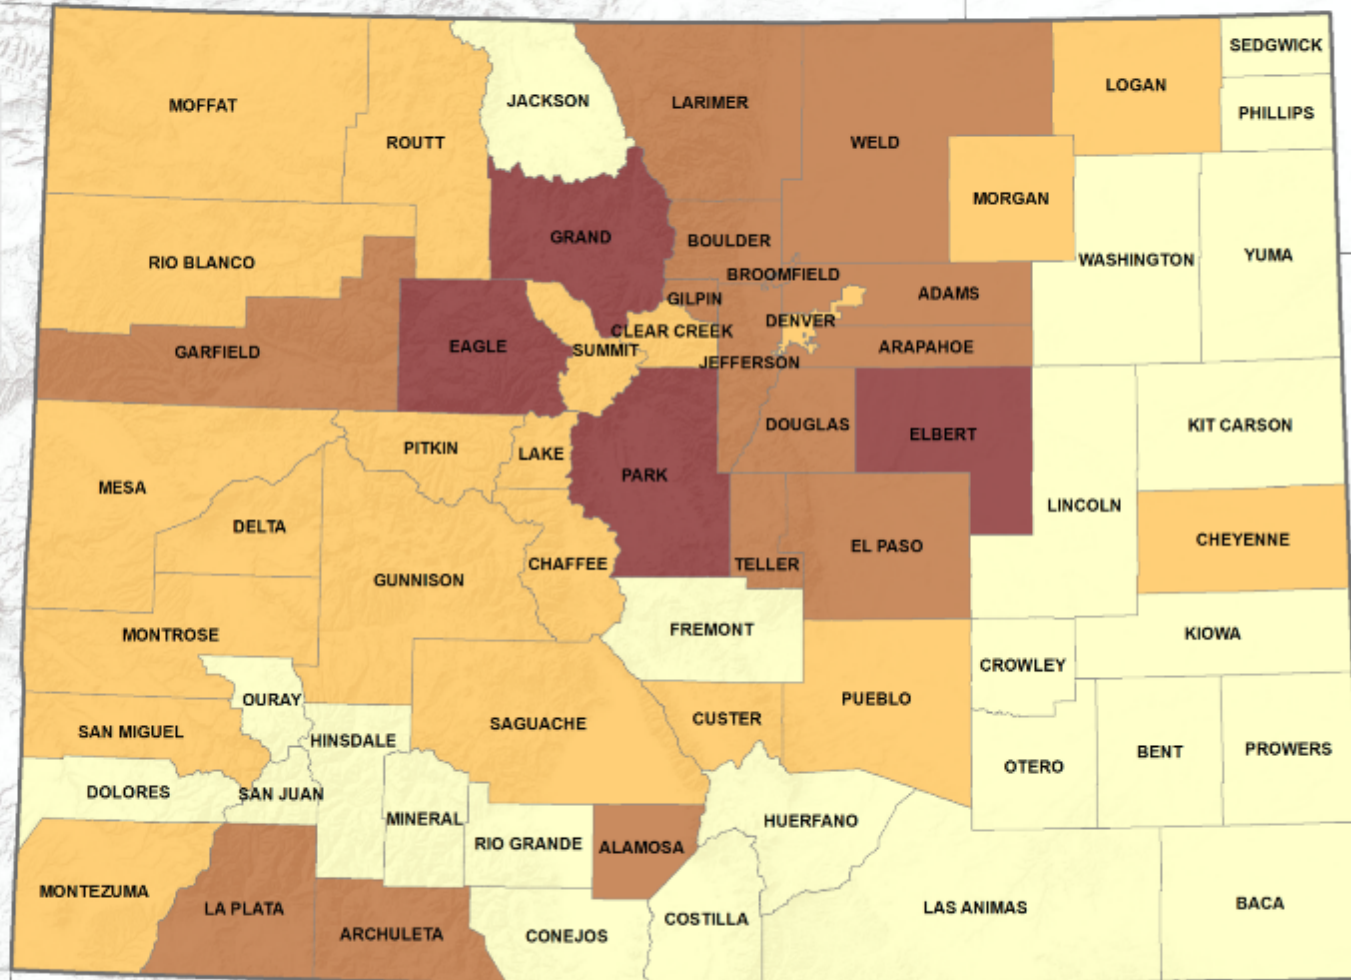 SEDGWICK
LOGAN
JACKSON
LARIMER
MOFFAT
PHILLIPS
ROUTT
WELD
MORGAN
GRAND
BOULDER
YUMA
WASHINGTON
RIO BLANCO
BROOMFIELD
ADAMS
GILPIN
DENVER
CLEAR CREEK
EAGLE
ARAPAHOE
SUMMIT
GARFIELD
JEFFERSON
DOUGLAS
KIT CARSON
ELBERT
PITKIN
LAKE
PARK
MESA
LINCOLN
DELTA
CHEYENNE
EL PASO
CHAFFEE
TELLER
GUNNISON
FREMONT
KIOWA
MONTROSE
CROWLEY
OURAY
PUEBLO
CUSTER
SAGUACHE
SAN MIGUEL
HINSDALE
PROWERS
BENT
OTERO
DOLORES
SAN JUAN
MINERAL
HUERFANO
RIO GRANDE
ALAMOSA
MONTEZUMA
BACA
LA PLATA
LAS ANIMAS
COSTILLA
ARCHULETA
CONEJOS